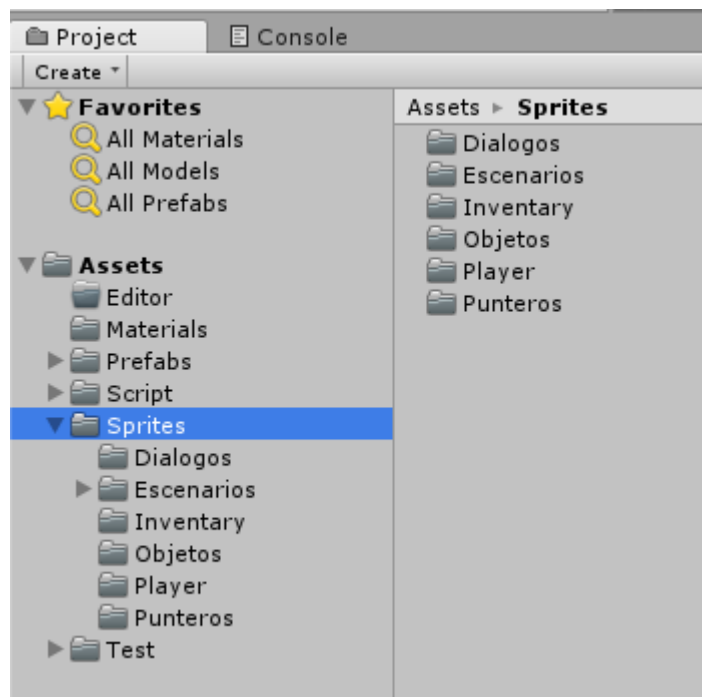 Project
Console
Create
Favorites
All Materials
All Models
All Prefabs
Assets
Editor
Materials
Prefabs
Script
Sprites
Dialogos
Escenarios
Inventary
Objetos
Player
Punteros
Test
Assets ▸ Sprites
Dialogos
Escenarios
Inventary
Objetos
Player
Punteros